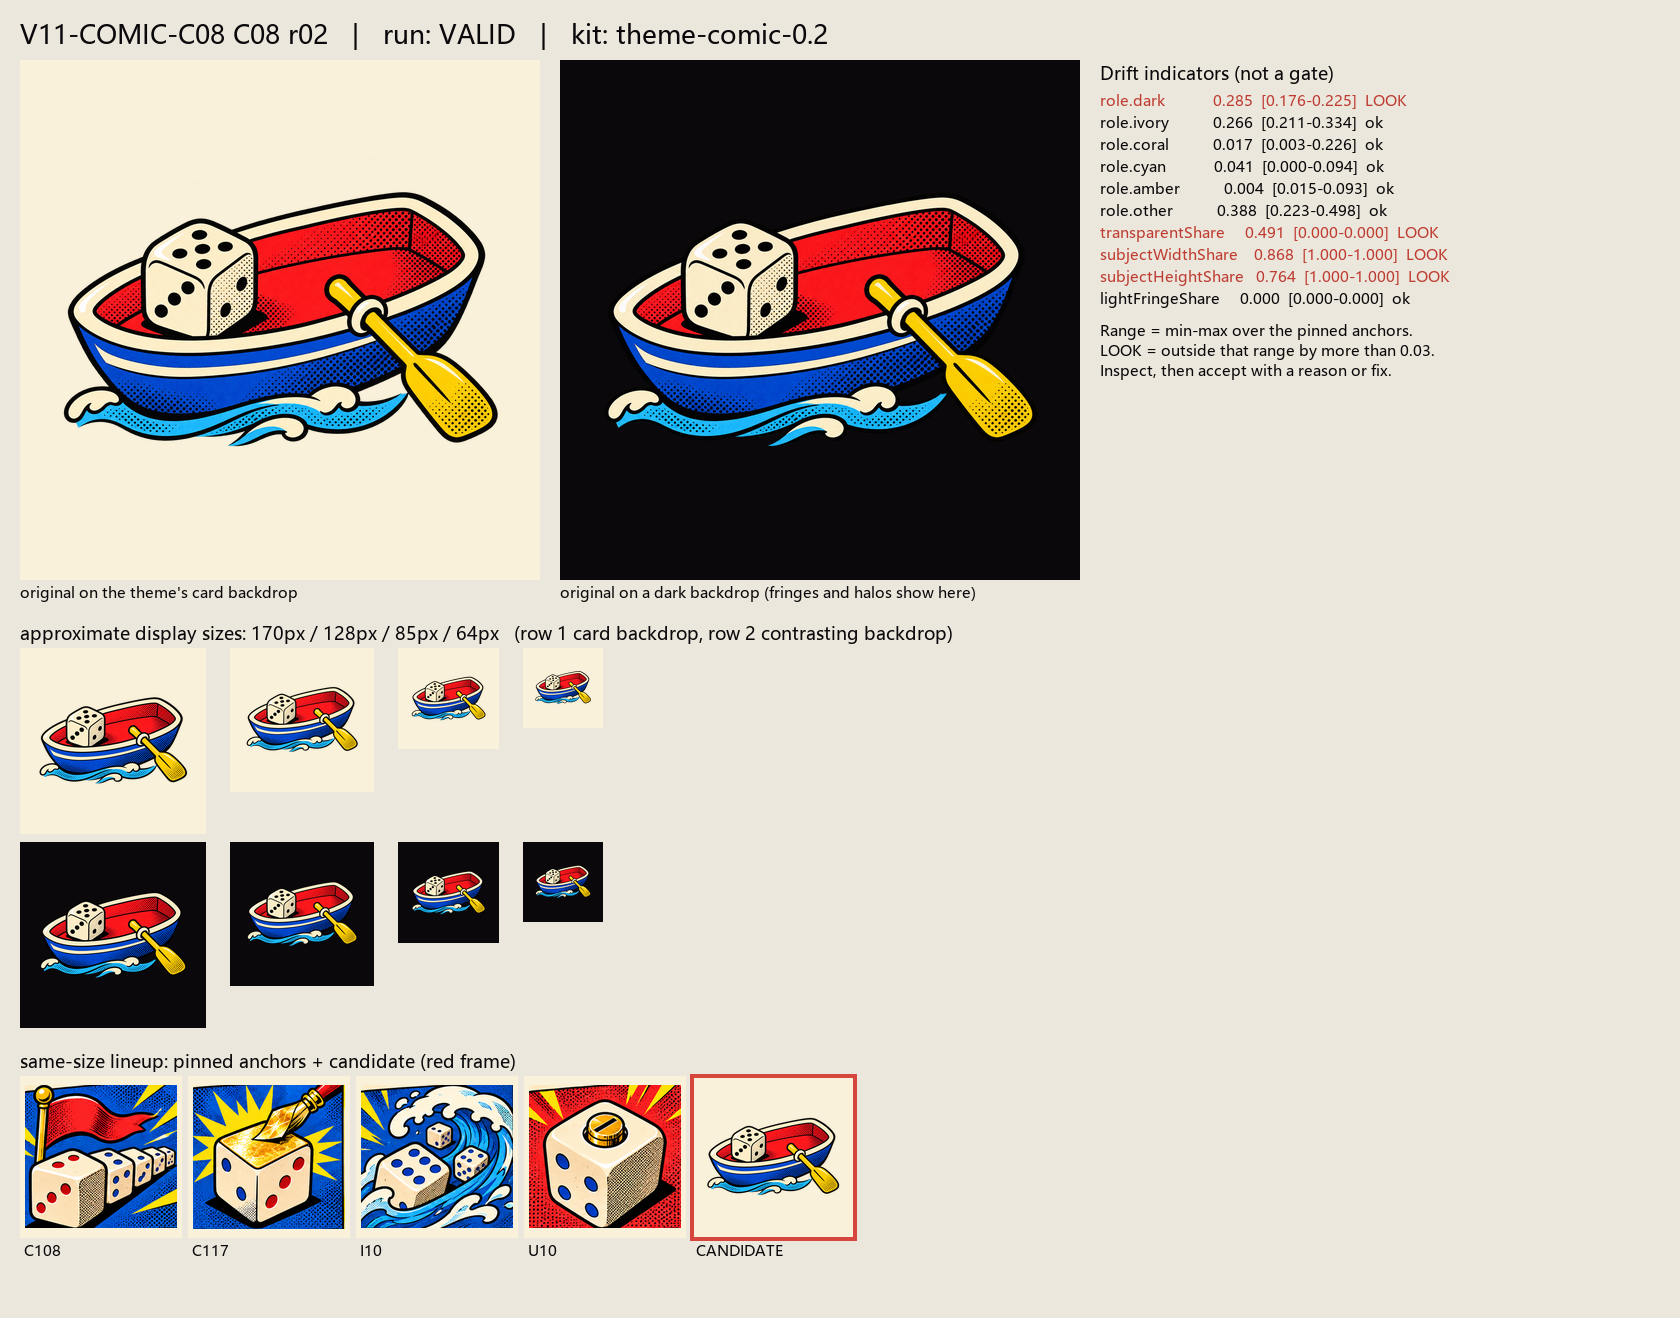 V11-COMIC-C08 C08 r02 | run: VALID | kit: theme-comic-0.2
Drift indicators (not a gate)
role.dark 0.285 [0.176-0.225] LOOK
role.ivory 0.266 [0.211-0.334] ok
role.coral 0.017 [0.003-0.226] ok
role.cyan 0.041 [0.000-0.094] ok
role.amber 0.004 [0.015-0.093] ok
role.other 0.388 [0.223-0.498] ok
transparentShare 0.491 [0.000-0.000] LOOK
subjectWidthShare 0.868 [1.000-1.000] LOOK
subjectHeightShare 0.764 [1.000-1.000] LOOK
lightFringeShare 0.000 [0.000-0.000] ok
Range = min-max over the pinned anchors.
LOOK = outside that range by more than 0.03.
Inspect, then accept with a reason or fix.
original on the theme's card backdrop
original on a dark backdrop (fringes and halos show here)
approximate display sizes: 170px / 128px / 85px / 64px (row 1 card backdrop, row 2 contrasting backdrop)
same-size lineup: pinned anchors + candidate (red frame)
C108
C117
I10
U10
CANDIDATE